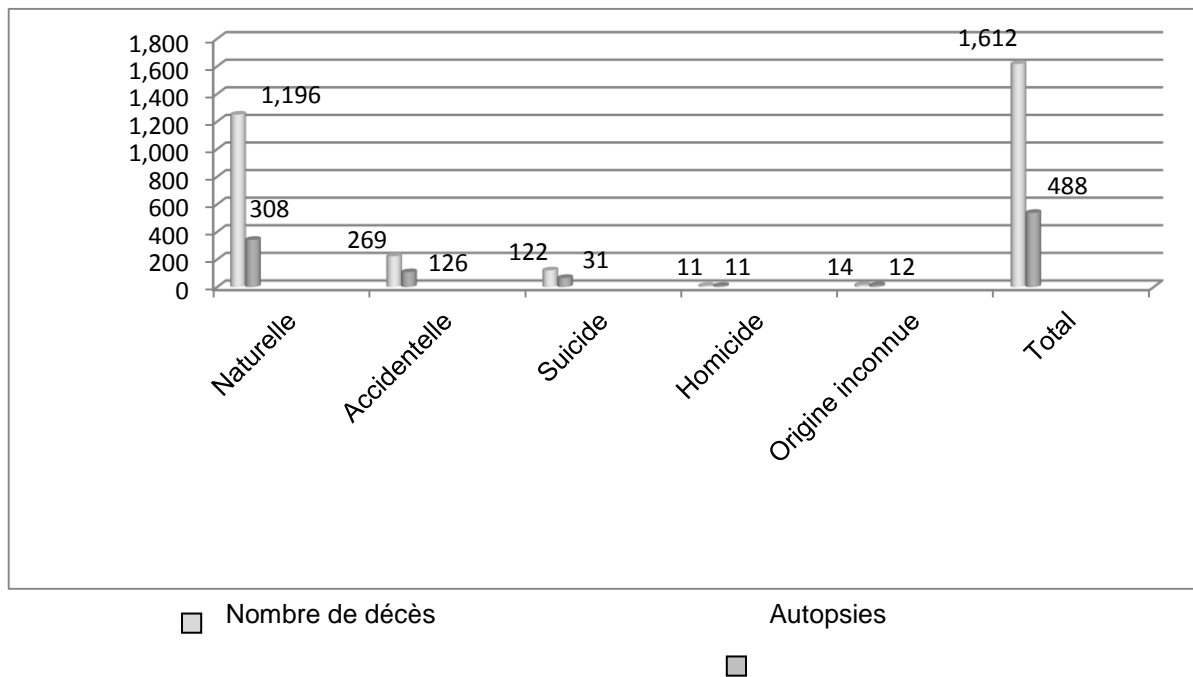 1,800
1,600
1,400
1,200
1,000
800
600
400
200
0
1,196
308
269
126
122
31
11
11
14
12
1,612
488
Naturelle
Accidentelle
Suicide
Homicide
Origine inconnue
Total
Nombre de décès
Autopsies